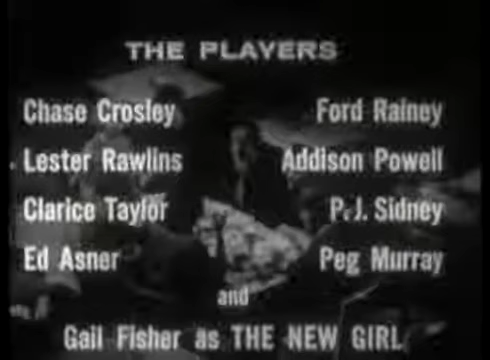 THE PLAYERS
Chase Crosley Ford Rainey
Lester Rawlins Addison Powell
Clarice Taylor P.J. Sidney
Ed Asner Peg Murray
and
Gail Fisher as THE NEW GIRL